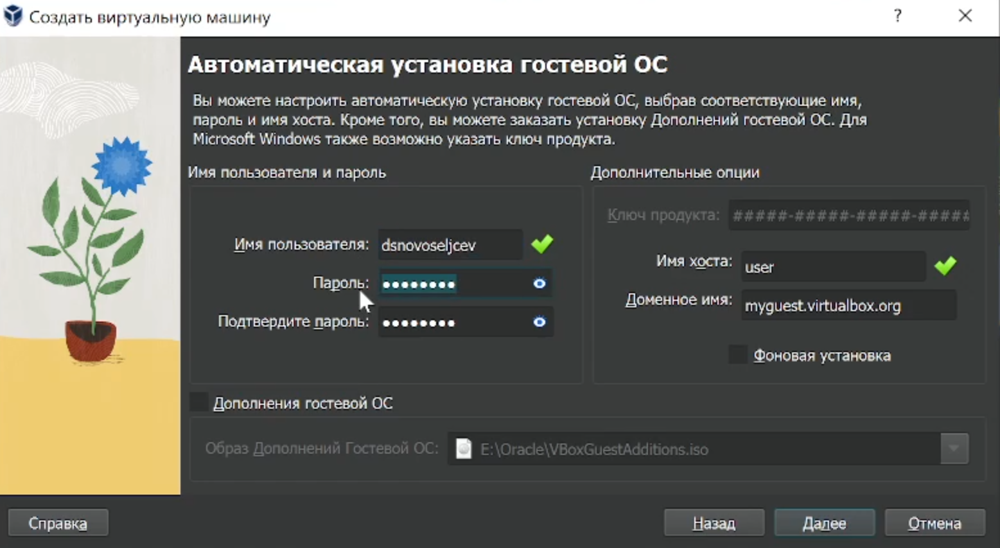 Создать виртуальную машину
?
Автоматическая установка гостевой ОС
Вы можете настроить автоматическую установку гостевой ОС, выбрав соответствующие имя,
пароль и имя хоста. Кроме того, вы можете заказать установку Дополнений гостевой ОС. Для
Microsoft Windows также возможно указать ключ продукта.
Имя пользователя и пароль
Имя пользователя: dsnovoseljcev
Пароль: ●●●●●●●●
Подтвердите пароль: ●●●●●●●●
Дополнительные опции
Ключ продукта: #####-#####-#####-#####
Имя хоста: user
Доменное имя: myguest.virtualbox.org
Фоновая установка
Дополнения гостевой ОС
Образ Дополнений Гостевой ОС: E:\Oracle\VBoxGuestAdditions.iso
Справка
Назад
Далее
Отмена